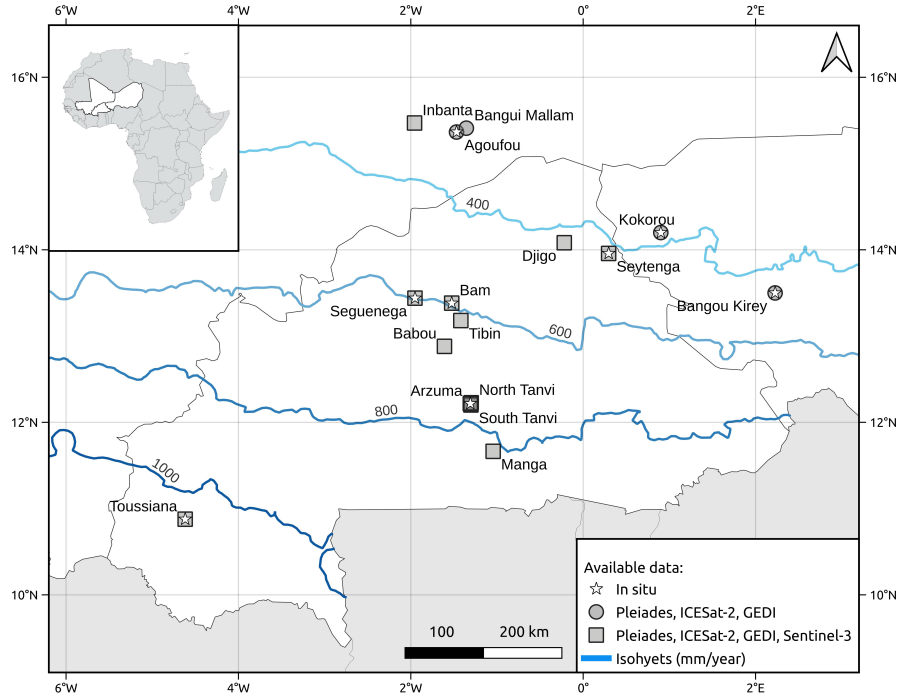 6°W 4°W 2°W 0° 2°E
16°N 16°N
Inbanta
Bangui Mallam
Agoufou
400
Kokorou
14°N 14°N
Djigo
Seytenga
Bam
Bangou Kirey
Seguenega
600
Babou
Tibin
Arzuma
North Tanvi
800
South Tanvi
12°N 12°N
Manga
1000
Toussiana
Available data:
In situ
10°N 10°N
Pleiades, ICESat-2, GEDI
Pleiades, ICESat-2, GEDI, Sentinel-3
100 200 km
Isohyets (mm/year)
6°W 4°W 2°W 0° 2°E